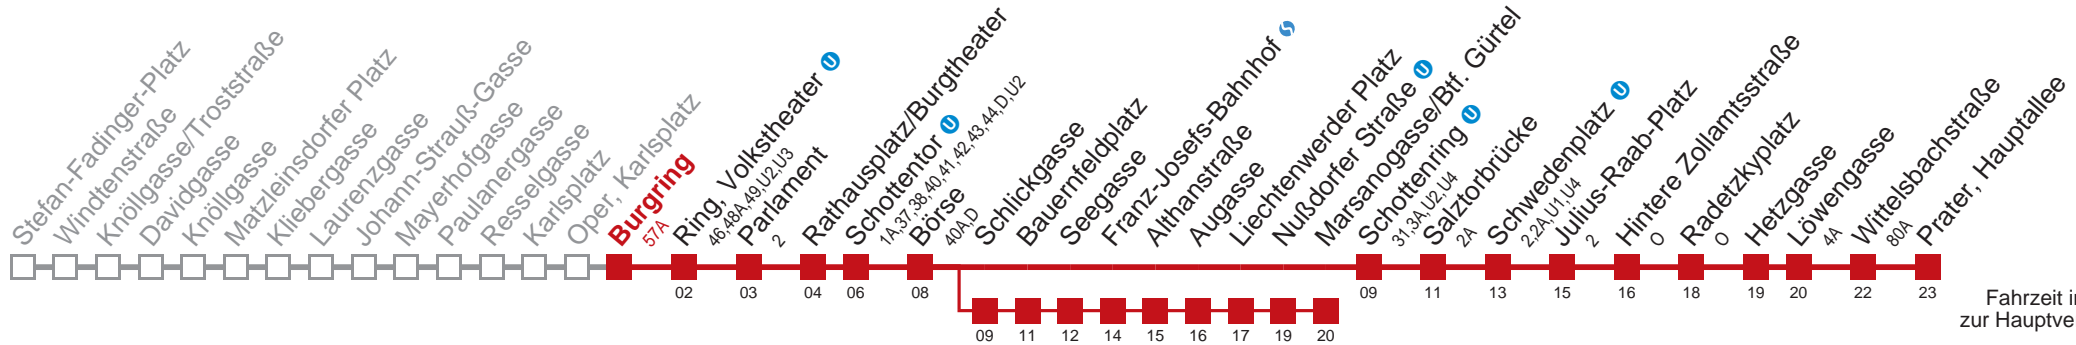 Stefan-Fadinger-Platz
Windtenstraße
Knöllgasse/Troststraße
Davidgasse
Knöllgasse
Matzleinsdorfer Platz
Kliebergasse
Laurenzgasse
Johann-Strauß-Gasse
Mayerhofgasse
Paulanergasse
Resselgasse
Karlsplatz
Oper, Karlsplatz
Burgring
57A
Ring, Volkstheater U
46,48A,49,U2,U3
Parlament
2
Rathausplatz/Burgtheater
Schottentor U
1A,37,38,40,41,42,43,44,D,U2
Börse
40A,D
Schlickgasse
Bauernfeldplatz
Seegasse
Franz-Josefs-Bahnhof S
Althanstraße
Augasse
Liechtenwerder Platz
Nußdorfer Straße U
Marsanogasse/Btf. Gürtel
Schottenring U
31,3A,U2,U4
Salztorbrücke
2A
Schwedenplatz U
2,2A,U1,U4
Julius-Raab-Platz
2
Hintere Zollamtsstraße
O
Radetzkyplatz
O
Hetzgasse
Löwengasse
4A
Wittelsbachstraße
80A
Prater, Hauptallee
02 03 04 06 08 09 11 13 15 16 18 19 20 22 23
09 11 12 14 15 16 17 19 20
Fahrzeit i
zur Hauptve